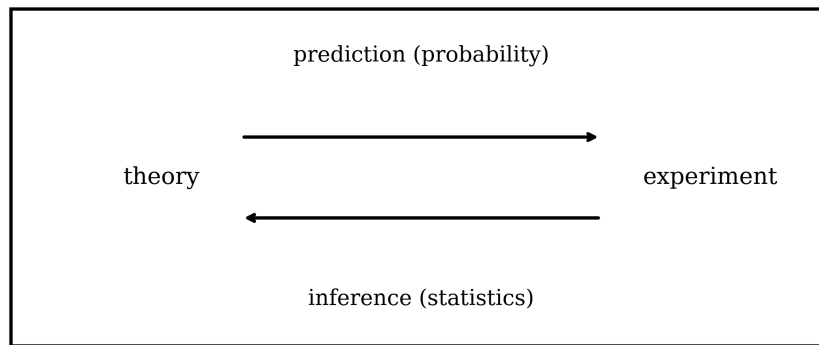 prediction (probability)
theory
experiment
inference (statistics)